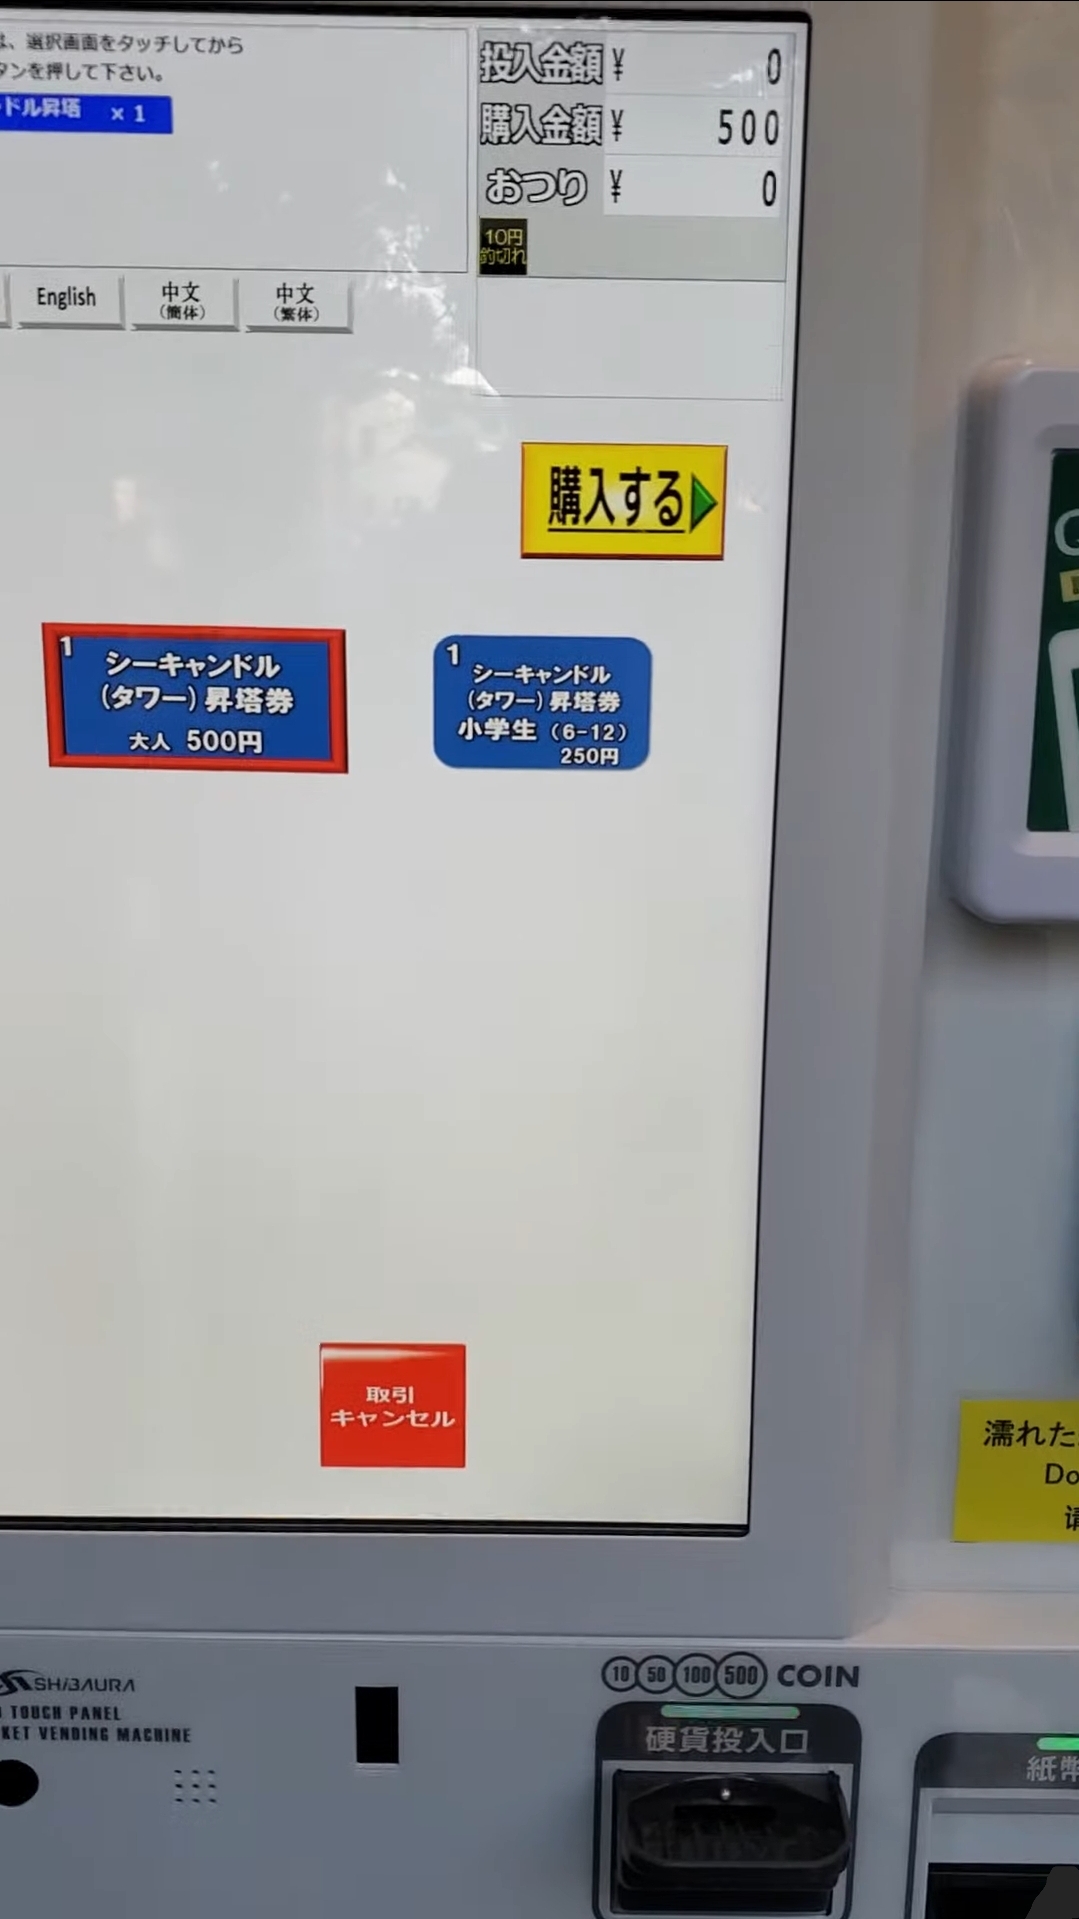 は、選択画面をタッチしてから
タンを押して下さい。
ドル昇塔 ×1
投入金額 ¥ 0
購入金額 ¥ 500
おつり ¥ 0
10円
釣切れ
English
中文
(簡体)
中文
(繁体)
購入する
1
シーキャンドル
(タワー)昇塔券
大人 500円
1
シーキャンドル
(タワー)昇塔券
小学生 (6-12)
250円
取引
キャンセル
濡れた
Do
请
SHIBAURA
TOUCH PANEL
KET VENDING MACHINE
10 50 100 500 COIN
硬貨投入口
紙幣